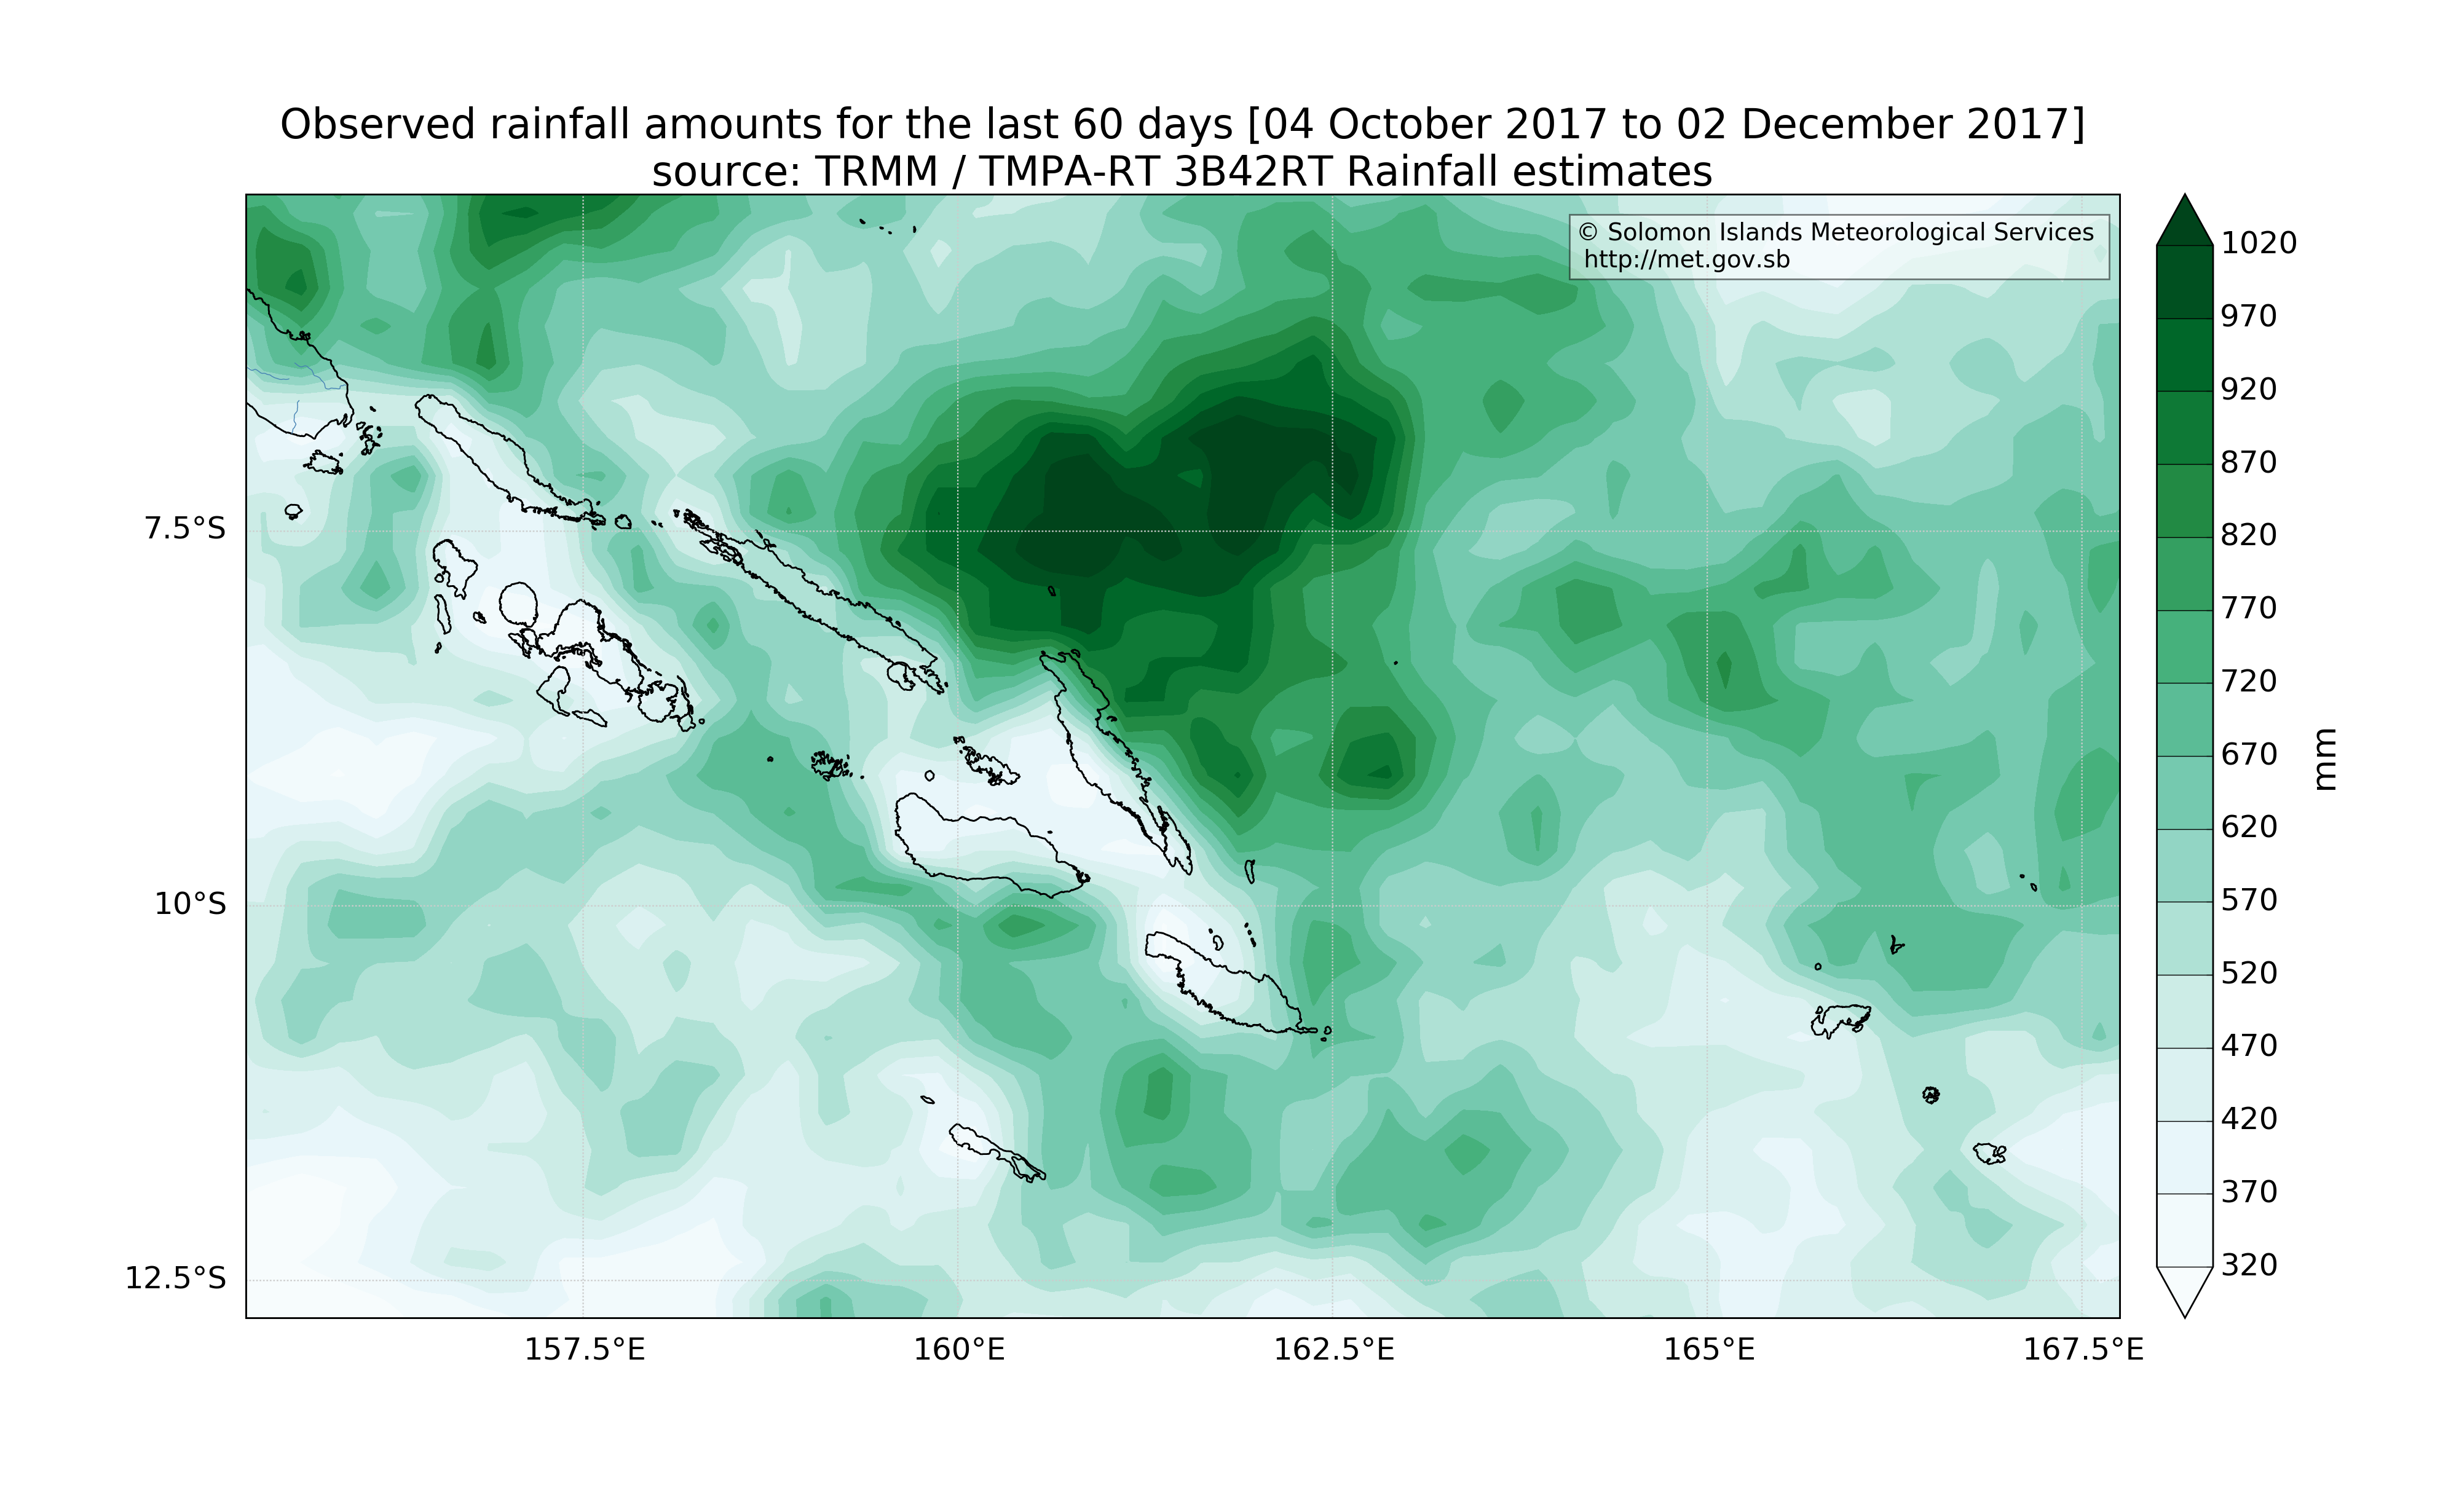 Observed rainfall amounts for the last 60 days [04 October 2017 to 02 December 2017]
source: TRMM / TMPA-RT 3B42RT Rainfall estimates
© Solomon Islands Meteorological Services
http://met.gov.sb
7.5°S
10°S
12.5°S
157.5°E
160°E
162.5°E
165°E
167.5°E
1020
970
920
870
820
770
720
670
620
570
520
470
420
370
320
mm